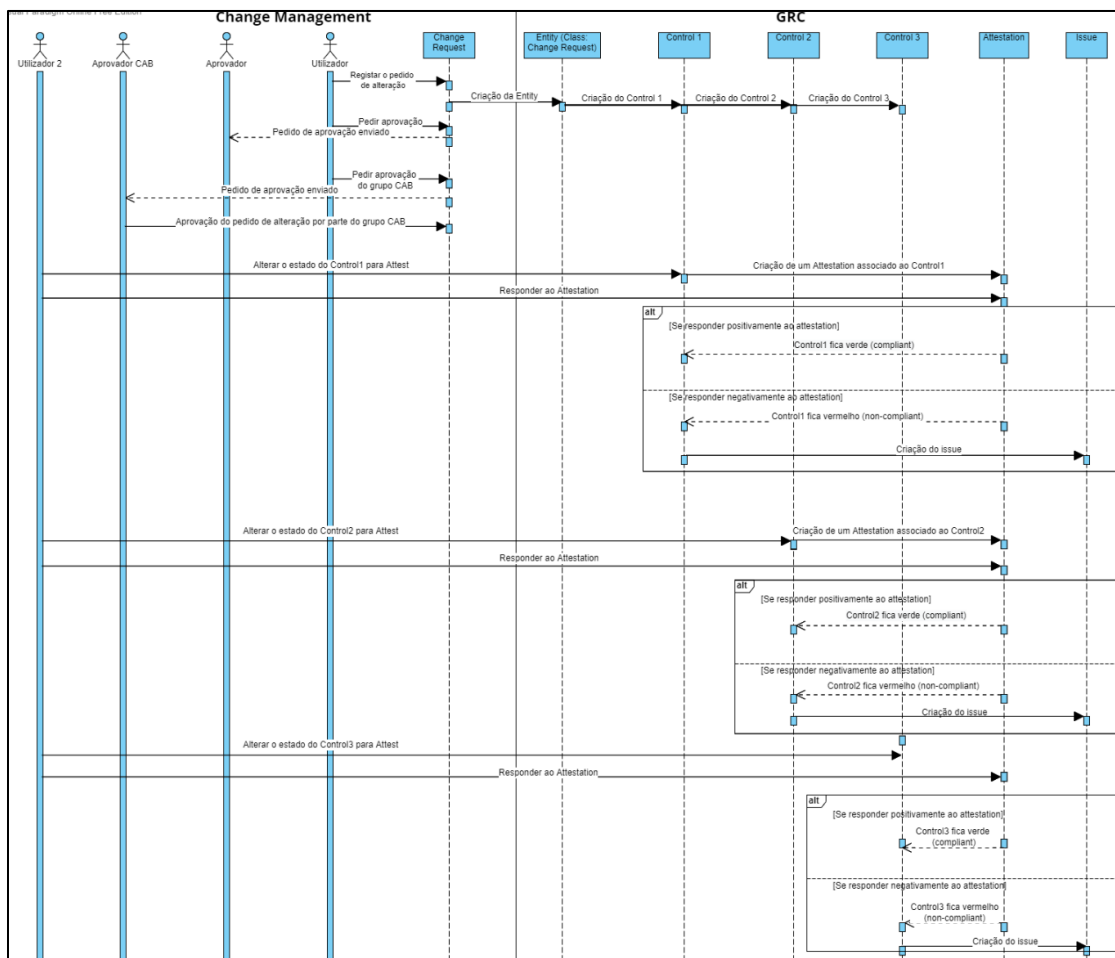 Paradigm Online Free Edition
Change Management
GRC
Utilizador 2
Aprovador CAB
Aprovador
Utilizador
Change
Request
Entity (Class:
Change Request)
Control 1
Control 2
Control 3
Attestation
Issue
Registar o pedido
de alteração
Criação da Entity
Criação do Control 1
Criação do Control 2
Criação do Control 3
Pedir aprovação
Pedido de aprovação enviado
Pedir aprovação
do grupo CAB
Pedido de aprovação enviado
Aprovação do pedido de alteração por parte do grupo CAB
Alterar o estado do Control1 para Attest
Criação de um Attestation associado ao Control1
Responder ao Attestation
alt
[Se responder positivamente ao attestation]
Control1 fica verde (compliant)
[Se responder negativamente ao attestation]
Control1 fica vermelho (non-compliant)
Criação do issue
Alterar o estado do Control2 para Attest
Criação de um Attestation associado ao Control2
Responder ao Attestation
alt
[Se responder positivamente ao attestation]
Control2 fica verde (compliant)
[Se responder negativamente ao attestation]
Control2 fica vermelho (non-compliant)
Criação do issue
Alterar o estado do Control3 para Attest
Responder ao Attestation
alt
[Se responder positivamente ao attestation]
Control3 fica verde
(compliant)
[Se responder negativamente ao attestation]
Control3 fica vermelho
(non-compliant)
Criação do issue